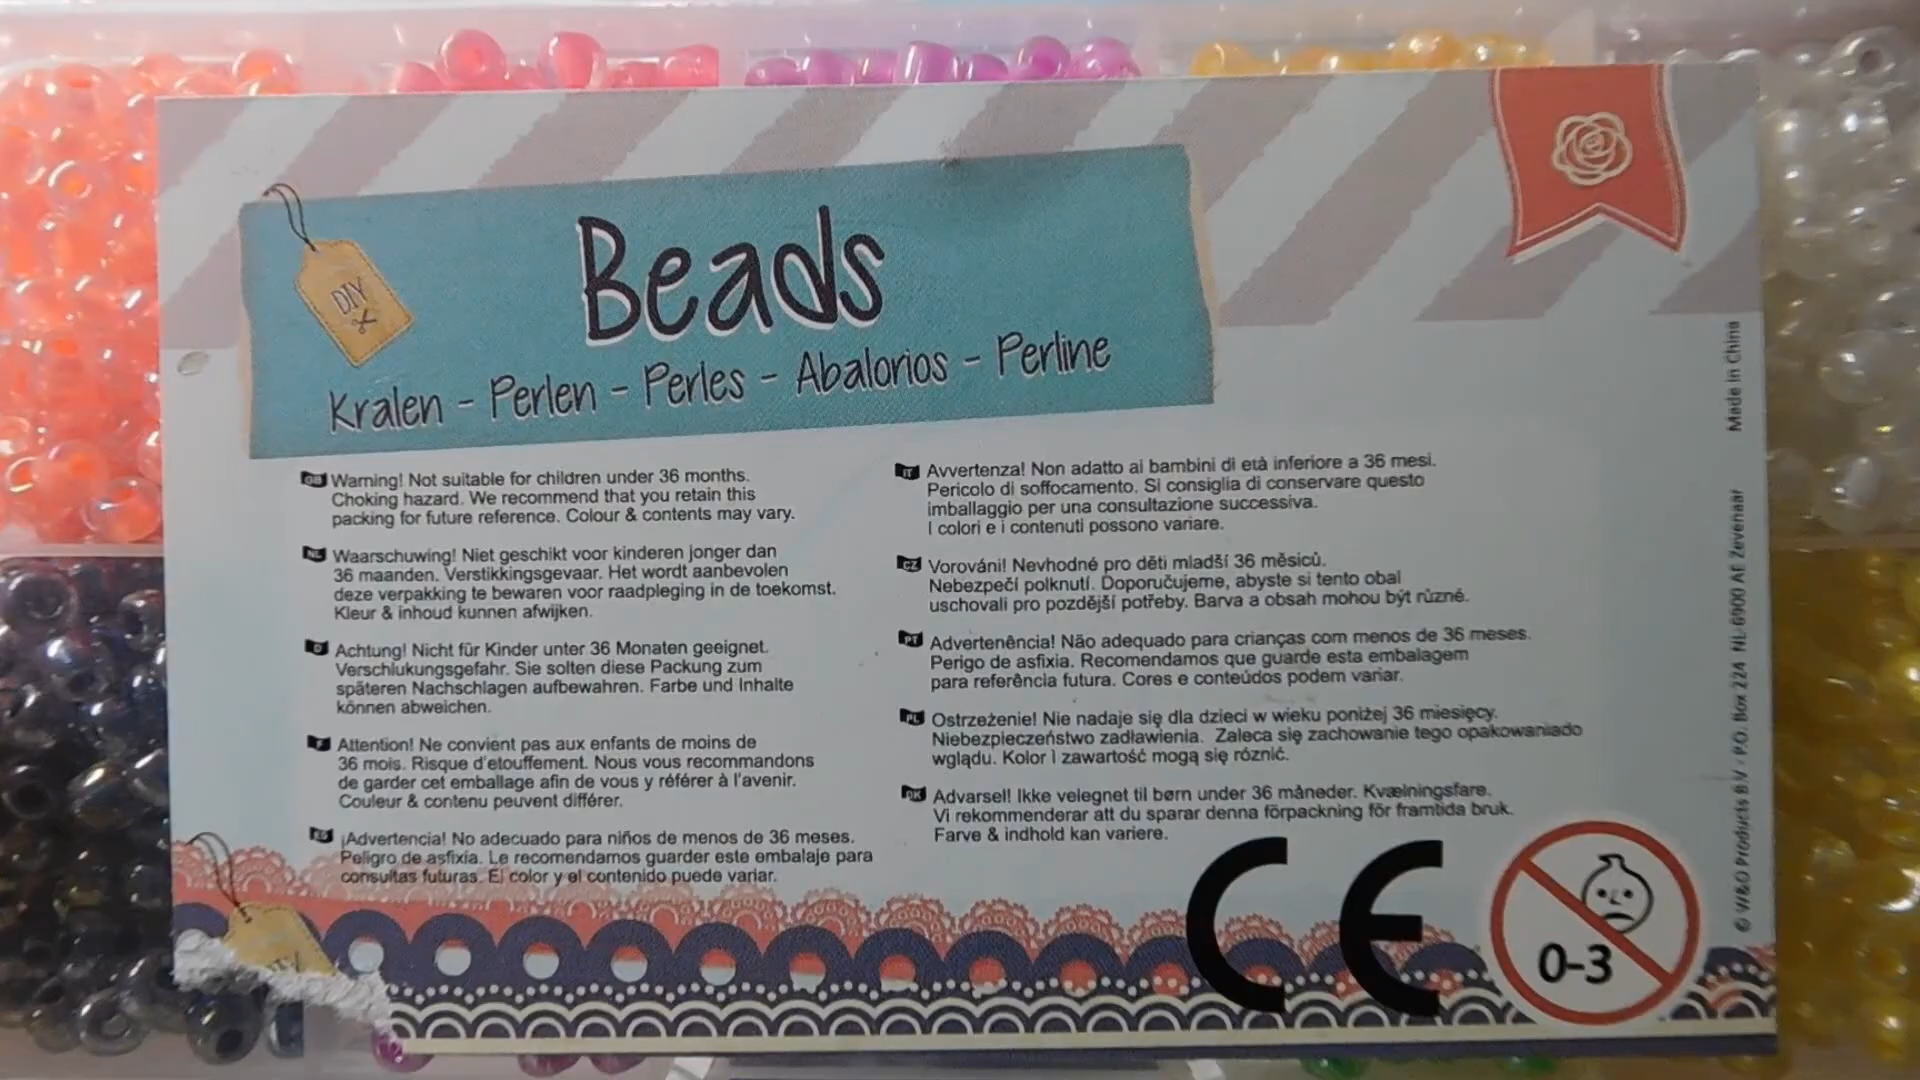 Beads
DIY
Kralen - Perlen - Perles - Abalorios - Perline
GB Warning! Not suitable for children under 36 months.
Choking hazard. We recommend that you retain this
packing for future reference. Colour & contents may vary.
NL Waarschuwing! Niet geschikt voor kinderen jonger dan
36 maanden. Verstikkingsgevaar. Het wordt aanbevolen
deze verpakking te bewaren voor raadpleging in de toekomst.
Kleur & inhoud kunnen afwijken.
D Achtung! Nicht für Kinder unter 36 Monaten geeignet.
Verschlukungsgefahr. Sie solten diese Packung zum
späteren Nachschlagen aufbewahren. Farbe und Inhalte
können abweichen.
F Attention! Ne convient pas aux enfants de moins de
36 mois. Risque d'etouffement. Nous vous recommandons
de garder cet emballage afin de vous y référer à l'avenir.
Couleur & contenu peuvent différer.
ES ¡Advertencia! No adecuado para niños de menos de 36 meses.
Peligro de asfixia. Le recomendamos guarder este embalaje para
consultas futuras. El color y el contenido puede variar.
IT Avvertenza! Non adatto ai bambini di età inferiore a 36 mesi.
Pericolo di soffocamento. Si consiglia di conservare questo
imballaggio per una consultazione successiva.
I colori e i contenuti possono variare.
CZ Vorováni! Nevhodné pro děti mladší 36 měsiců.
Nebezpečí polknutí. Doporučujeme, abyste si tento obal
uschovali pro pozdější potřeby. Barva a obsah mohou být různé.
PT Advertenência! Não adequado para crianças com menos de 36 meses.
Perigo de asfixia. Recomendamos que guarde esta embalagem
para referência futura. Cores e conteúdos podem variar.
PL Ostrzeżenie! Nie nadaje się dla dzieci w wieku poniżej 36 miesięcy.
Niebezpieczeństwo zadławienia. Zaleca się zachowanie tego opakowaniado
wglądu. Kolor i zawartość mogą się róznić.
DK Advarsel! Ikke velegnet til børn under 36 måneder. Kvælningsfare.
Vi rekommenderar att du sparar denna förpackning för framtida bruk.
Farve & indhold kan variere.
CE
0-3
© W&O Products B.V. - P.O. Box 224 NL-6900 AE Zevenaar Made in China